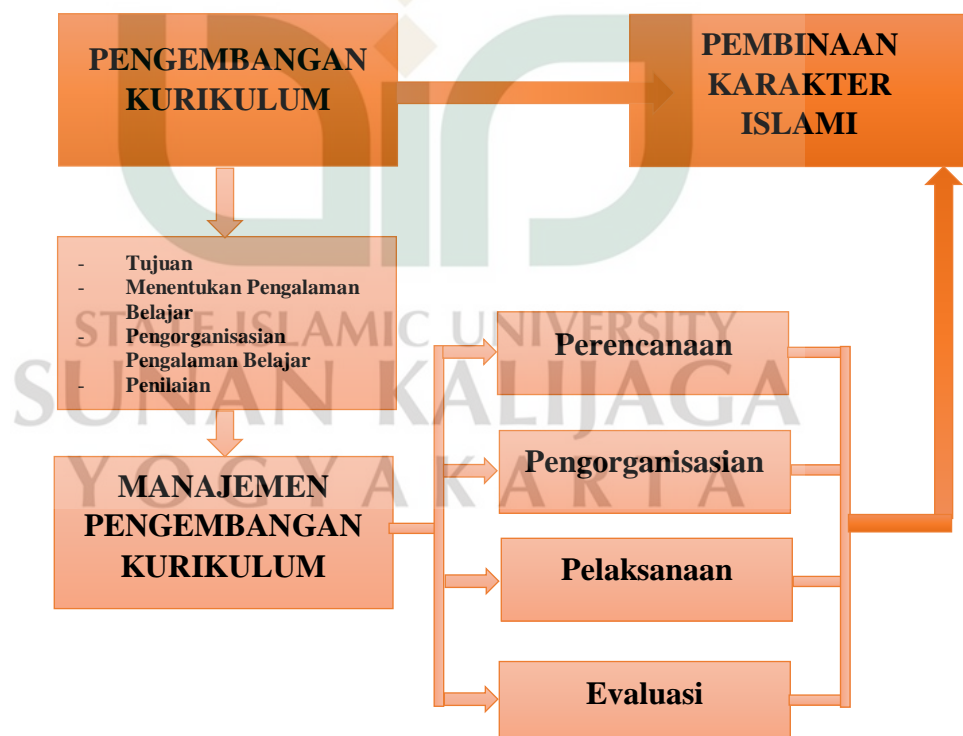 PENGEMBANGAN
KURIKULUM
PEMBINAAN
KARAKTER
ISLAMI
- Tujuan
- Menentukan Pengalaman
Belajar
- Pengorganisasian
Pengalaman Belajar
- Penilaian
MANAJEMEN
PENGEMBANGAN
KURIKULUM
Perencanaan
Pengorganisasian
Pelaksanaan
Evaluasi
STATE ISLAMIC UNIVERSITY
SUNAN KALIJAGA
YOGYAKARTA